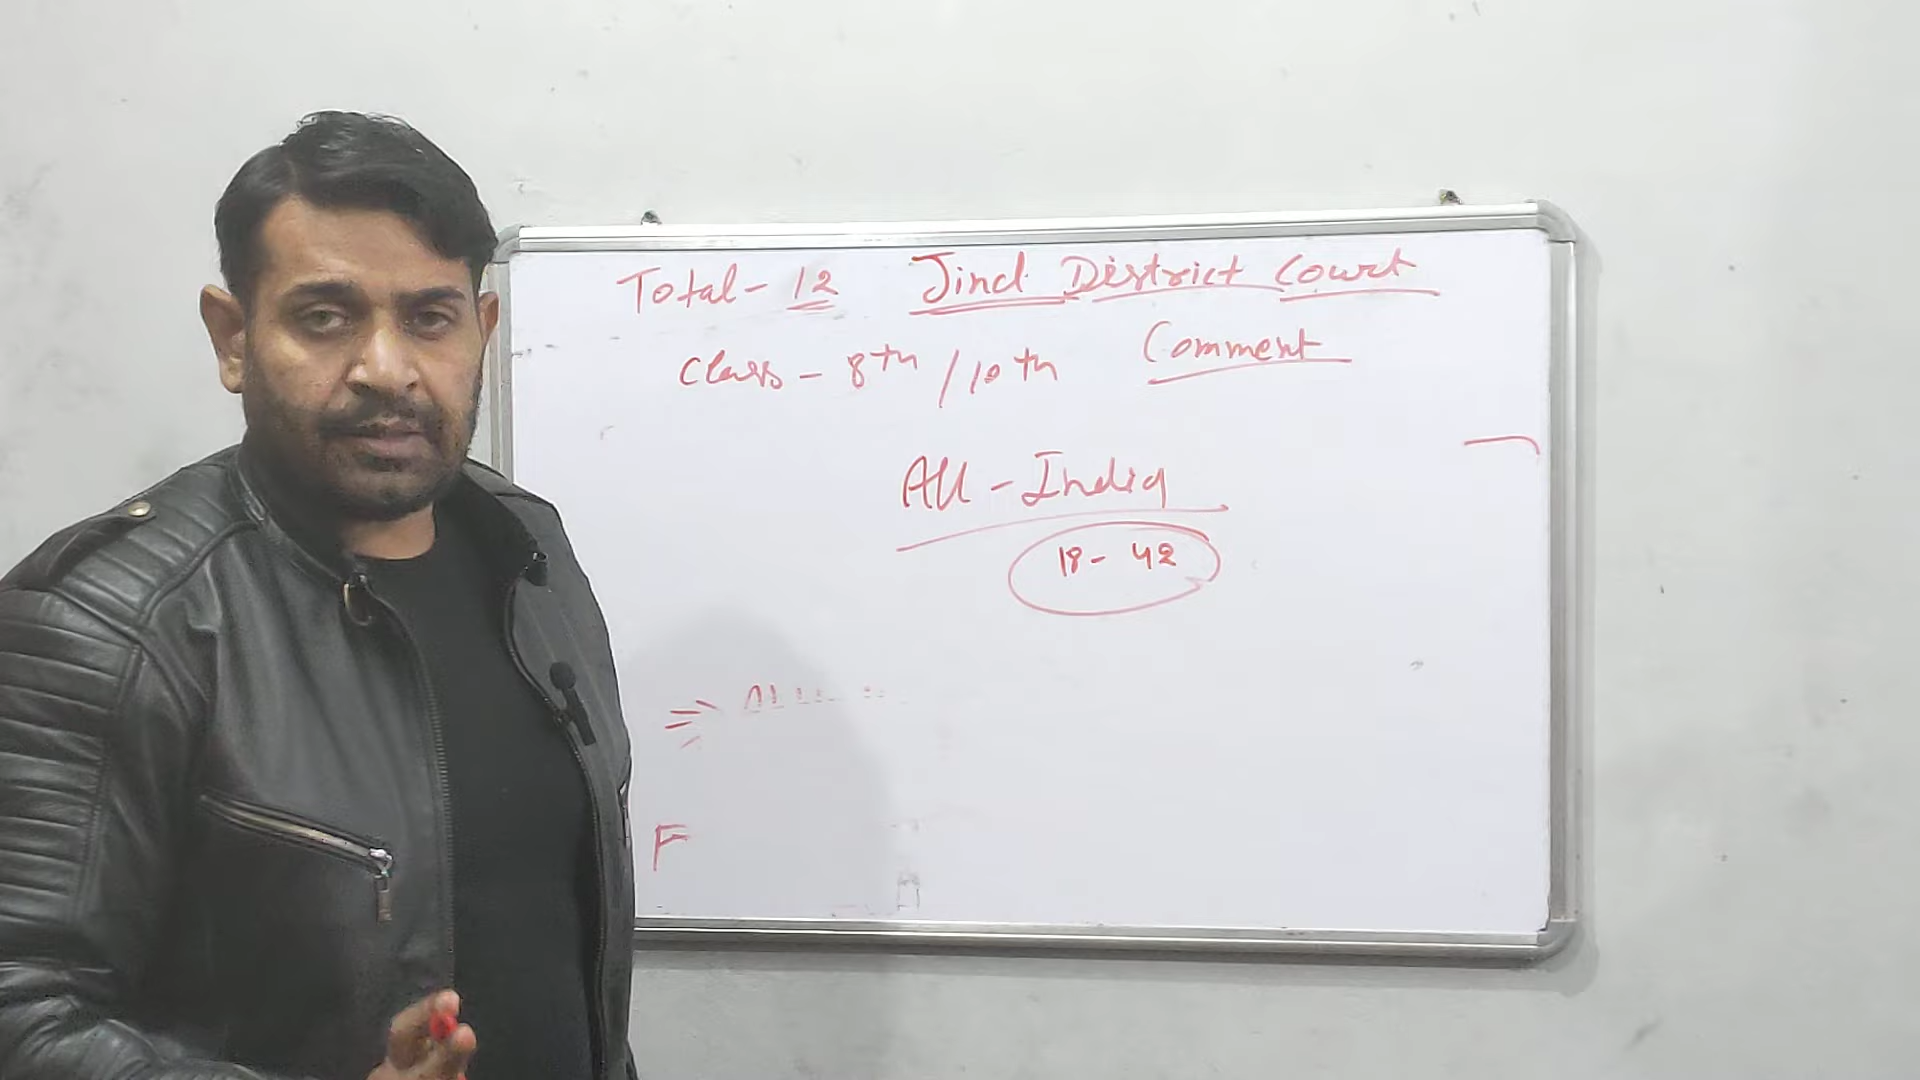 Total - 12 Jind District Court
Class - 8th / 10th Comment
All - India
18 - 42
F